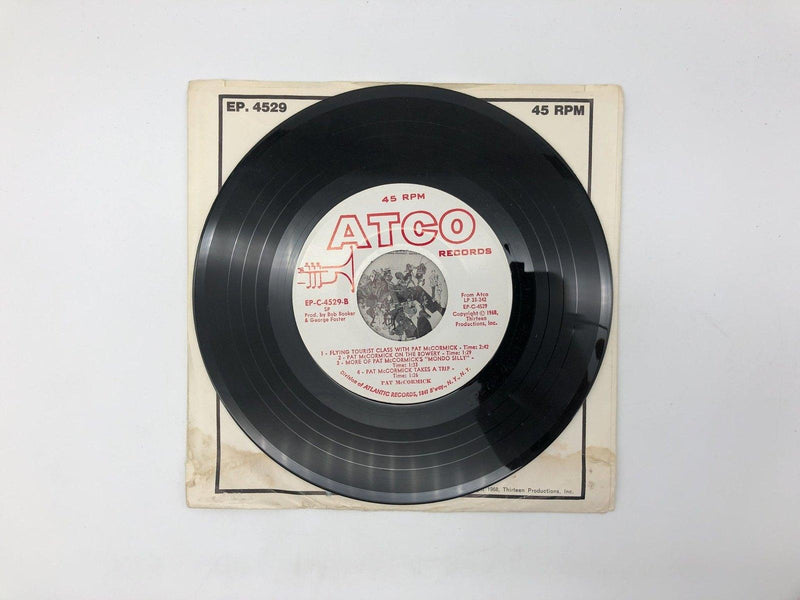 EP. 4529
45 RPM
45 RPM
ATCO
RECORDS
EP-C-4529-B
SP
Prod. by Bob Booker
& George Foster
From Atco
LP 33-242
EP-C-4529
Copyright © 1968,
Thirteen
Productions, Inc.
1 - FLYING TOURIST CLASS WITH PAT McCORMICK - Time: 2:42
2 - PAT McCORMICK ON THE BOWERY - Time: 1:29
3 - MORE OF PAT McCORMICK'S "MONDO SILLY" -
Time: 1:33
4 - PAT McCORMICK TAKES A TRIP -
Time: 1:26
PAT McCORMICK
Division of ATLANTIC RECORDS, 1841 B'way., N.Y., N.Y.
1968, Thirteen Productions, Inc.